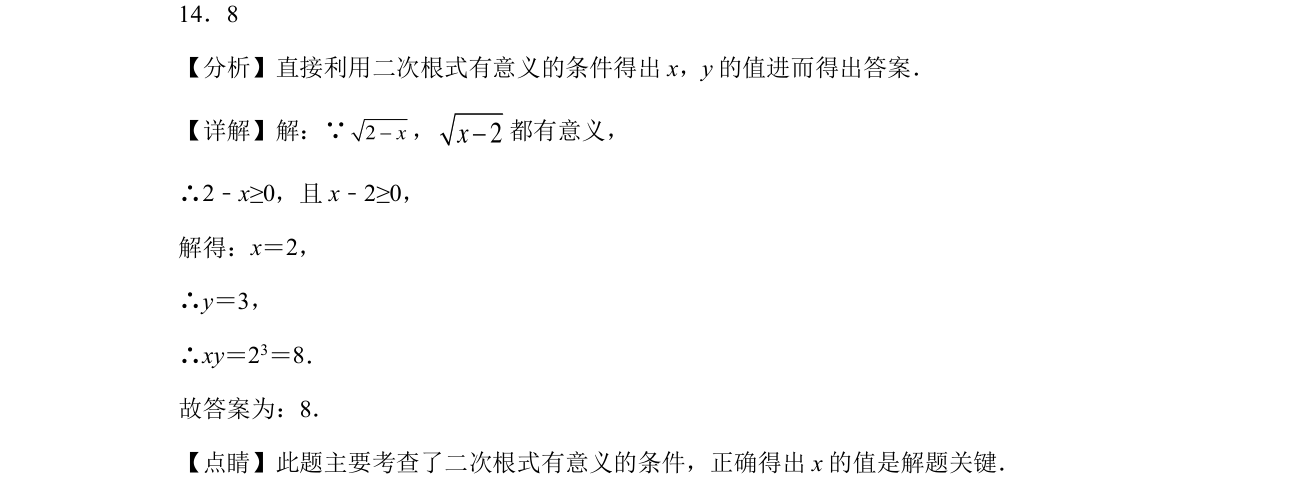 14．8
【分析】直接利用二次根式有意义的条件得出 x，y 的值进而得出答案．
【详解】解：∵√(2－x)，√(x－2) 都有意义，
∴2﹣x≥0，且 x﹣2≥0，
解得：x＝2，
∴y＝3，
∴xy＝2³＝8．
故答案为：8．
【点睛】此题主要考查了二次根式有意义的条件，正确得出 x 的值是解题关键．